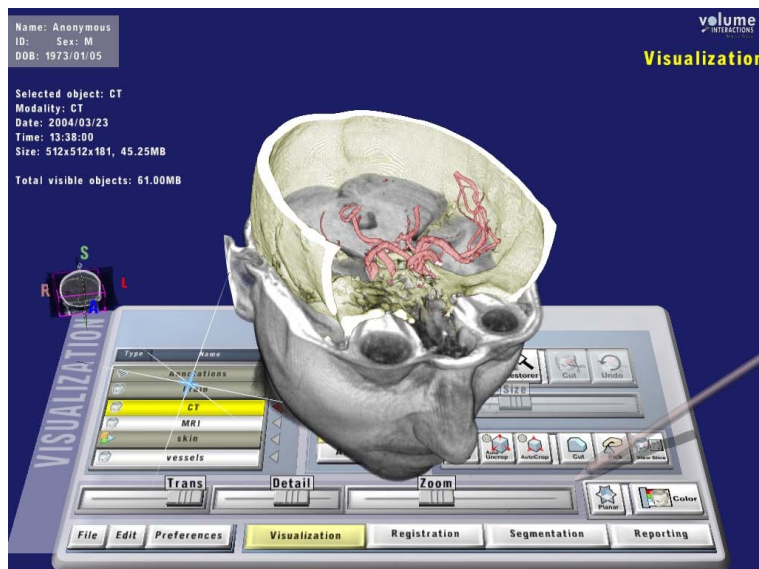 Name: Anonymous
ID: Sex: M
DOB: 1973/01/05
volume
INTERACTIONS
Visualization
Selected object: CT
Modality: CT
Date: 2004/03/23
Time: 13:38:00
Size: 512x512x181, 45.25MB
Total visible objects: 61.00MB
S
R
L
A
VISUALIZATION
Type Name
Annotations
CT
MRI
skin
vessels
Cut Undo
Size
Auto Uncrop AutoCrop Cut Pick View Slice
Trans Detail Zoom
Planar Color
File Edit Preferences Visualization Registration Segmentation Reporting